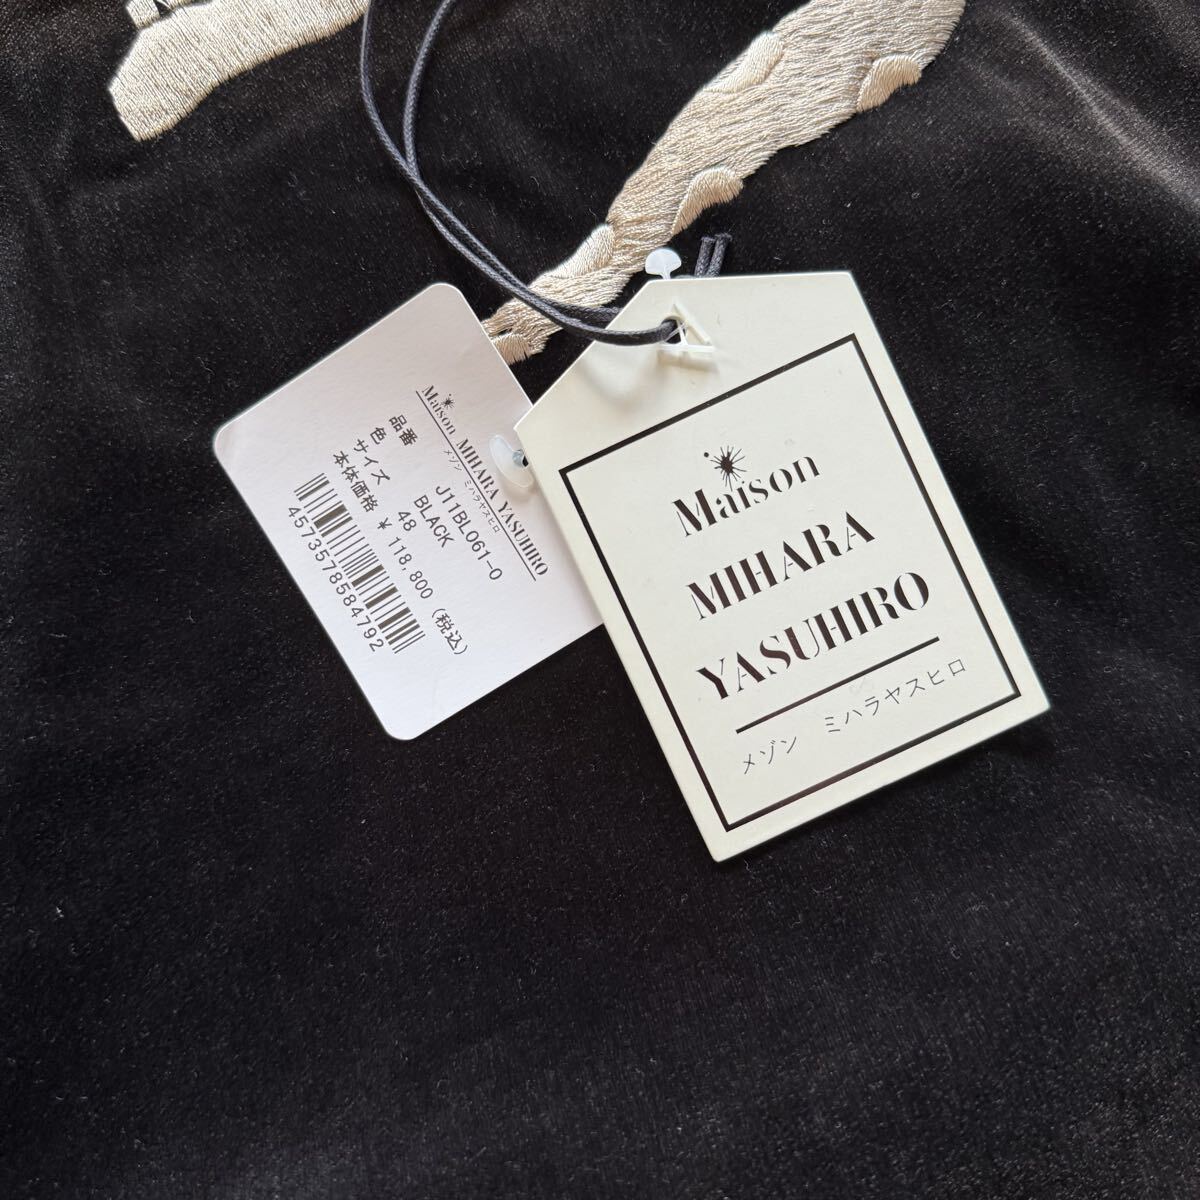 Maison MIHARA YASUHIRO
メゾン ミハラヤスヒロ
品番 J11BL061-0
色 BLACK
サイズ 48
本体価格 ¥ 118,800 (税込)
4573578584792
Maison
MIHARA
YASUHIRO
メゾン ミハラヤスヒロ